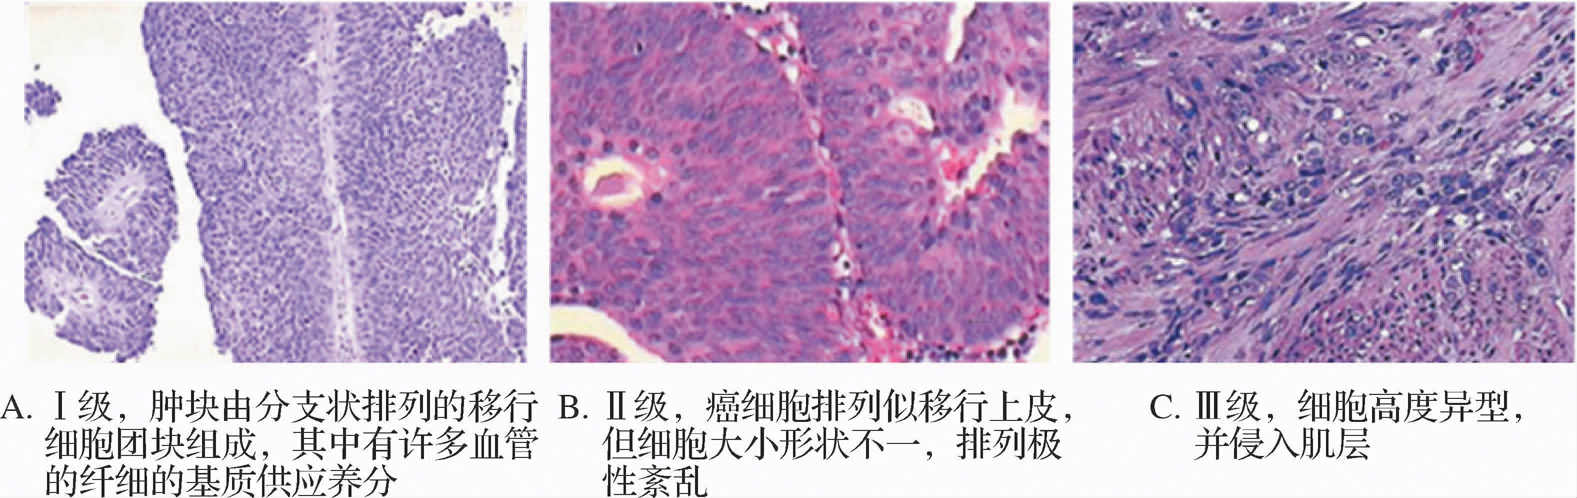 A. Ⅰ级，肿块由分支状排列的移行
细胞团块组成，其中有许多血管
的纤细的基质供应养分
B. Ⅱ级，癌细胞排列似移行上皮，
但细胞大小形状不一，排列极
性紊乱
C. Ⅲ级，细胞高度异型，
并侵入肌层